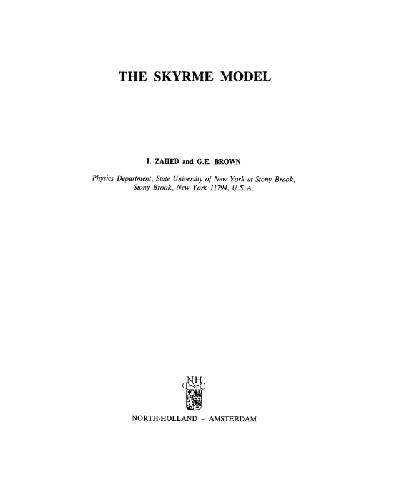 THE SKYRME MODEL
I. ZAHED and G.E. BROWN
Physics Department, State University of New York at Stony Brook,
Stony Brook, New York 11794, U.S.A.
NH
NORTH-HOLLAND – AMSTERDAM